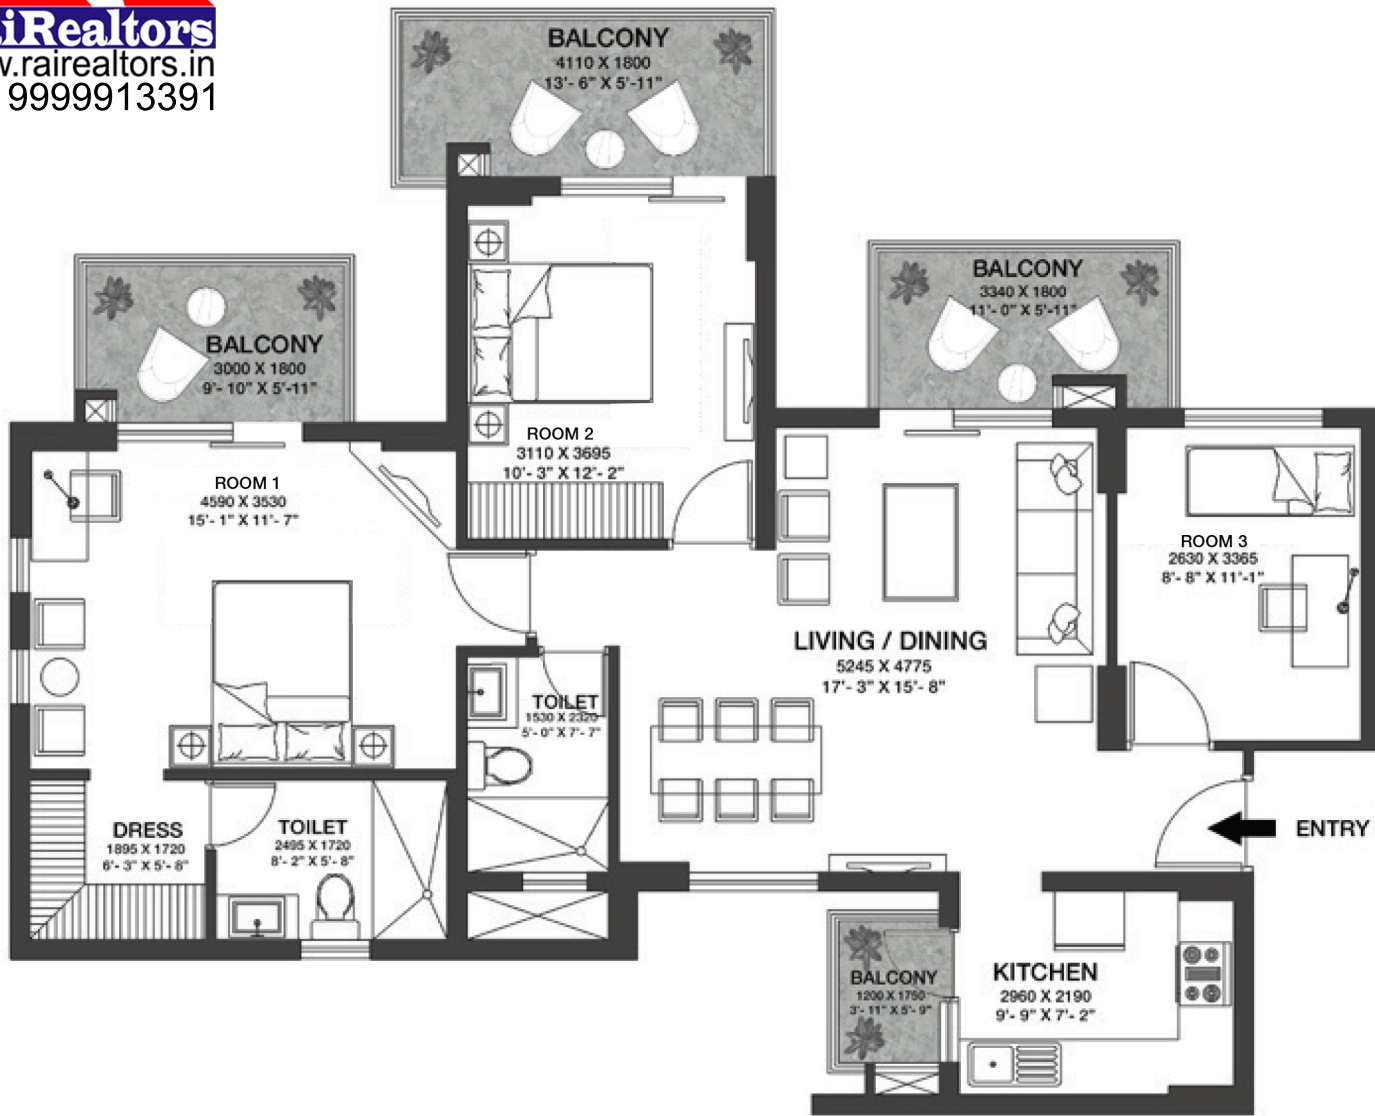 iRealtors
w.rairealtors.in
9999913391
BALCONY
4110 X 1800
13'- 6" X 5'-11"
BALCONY
3000 X 1800
9'- 10" X 5'-11"
BALCONY
3340 X 1800
11'- 0" X 5'-11"
ROOM 2
3110 X 3695
10'- 3" X 12'- 2"
ROOM 1
4590 X 3530
15'- 1" X 11'- 7"
ROOM 3
2630 X 3365
8'- 8" X 11'-1"
LIVING / DINING
5245 X 4775
17'- 3" X 15'- 8"
TOILET
1530 X 2320
5'- 0" X 7'- 7"
DRESS
1895 X 1720
6'- 3" X 5'- 8"
TOILET
2495 X 1720
8'- 2" X 5'- 8"
ENTRY
BALCONY
1200 X 1750
3'- 11" X 5'- 9"
KITCHEN
2960 X 2190
9'- 9" X 7'- 2"